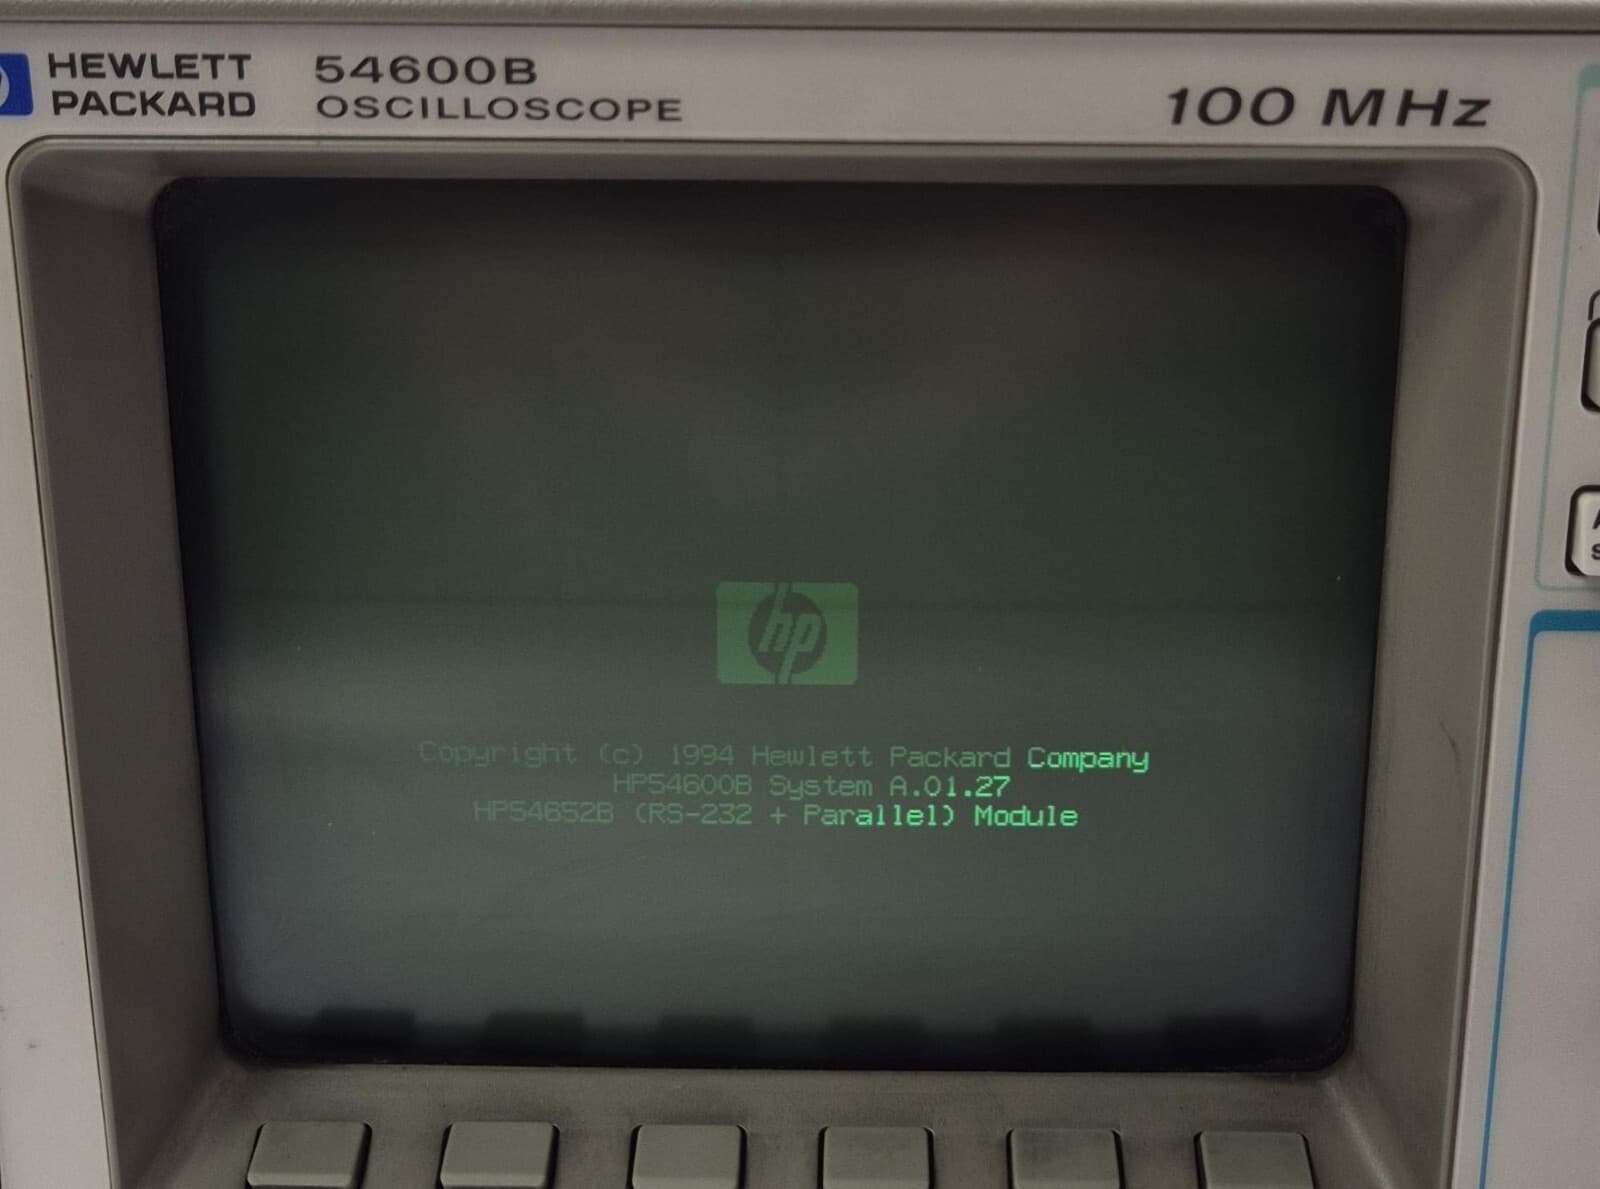 HEWLETT PACKARD
54600B
OSCILLOSCOPE
100 MHz
hp
Copyright (c) 1994 Hewlett Packard Company
HP54600B System A.01.27
HP54652B (RS-232 + Parallel) Module